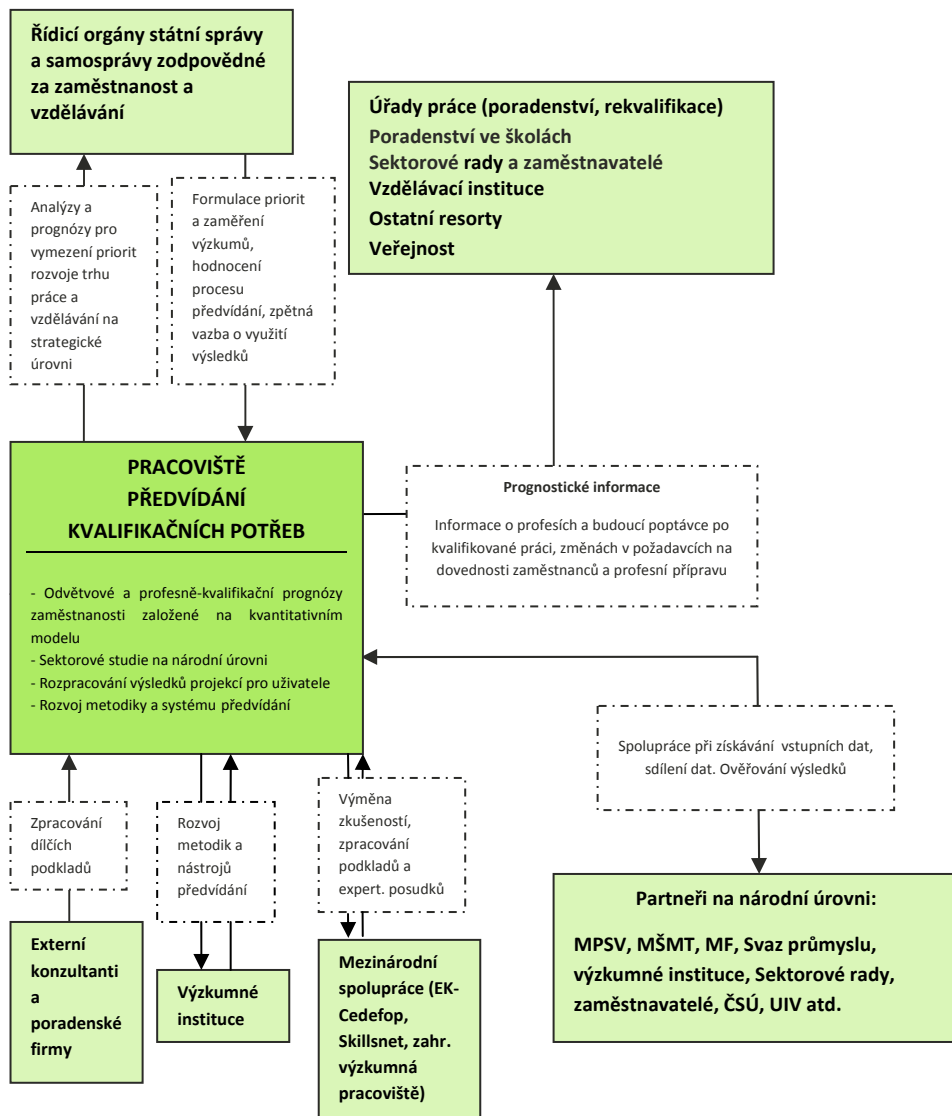 Řídicí orgány státní správy
a samosprávy zodpovědné
za zaměstnanost a
vzdělávání
Úřady práce (poradenství, rekvalifikace)
Poradenství ve školách
Sektorové rady a zaměstnavatelé
Vzdělávací instituce
Ostatní resorty
Veřejnost
Analýzy a
prognózy pro
vymezení priorit
rozvoje trhu
práce a
vzdělávání na
strategické
úrovni
Formulace priorit
a zaměření
výzkumů,
hodnocení
procesu
předvídání, zpětná
vazba o využití
výsledků
PRACOVIŠTĚ
PŘEDVÍDÁNÍ
KVALIFIKAČNÍCH POTŘEB
- Odvětvové a profesně-kvalifikační prognózy
zaměstnanosti založené na kvantitativním
modelu
- Sektorové studie na národní úrovni
- Rozpracování výsledků projekcí pro uživatele
- Rozvoj metodiky a systému předvídání
Prognostické informace
Informace o profesích a budoucí poptávce po
kvalifikované práci, změnách v požadavcích na
dovednosti zaměstnanců a profesní přípravu
Spolupráce při získávání vstupních dat,
sdílení dat. Ověřování výsledků
Zpracování
dílčích
podkladů
Rozvoj
metodik a
nástrojů
předvídání
Výměna
zkušeností,
zpracování
podkladů a
expert. posudků
Externí
konzultanti
a
poradenské
firmy
Výzkumné
instituce
Mezinárodní
spolupráce (EK-
Cedefop,
Skillsnet, zahr.
výzkumná
pracoviště)
Partneři na národní úrovni:
MPSV, MŠMT, MF, Svaz průmyslu,
výzkumné instituce, Sektorové rady,
zaměstnavatelé, ČSÚ, UIV atd.